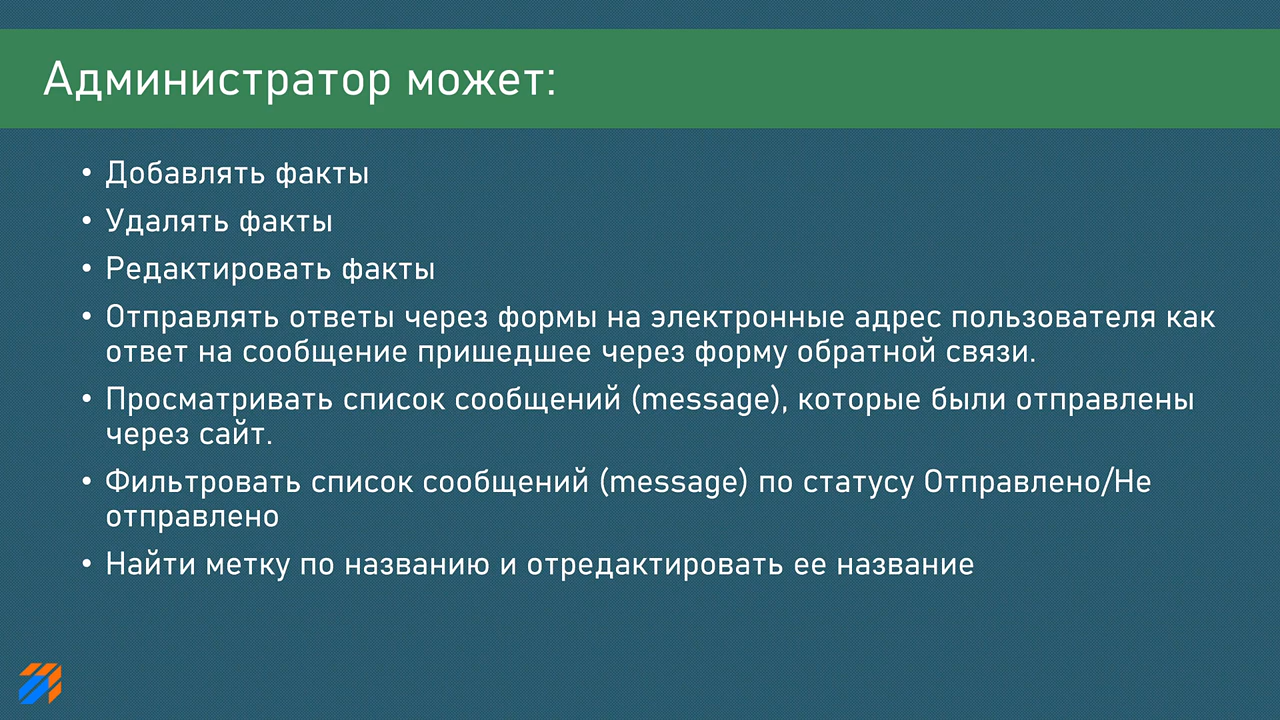 Администратор может:
• Добавлять факты
• Удалять факты
• Редактировать факты
• Отправлять ответы через формы на электронные адрес пользователя как
ответ на сообщение пришедшее через форму обратной связи.
• Просматривать список сообщений (message), которые были отправлены
через сайт.
• Фильтровать список сообщений (message) по статусу Отправлено/Не
отправлено
• Найти метку по названию и отредактировать ее название